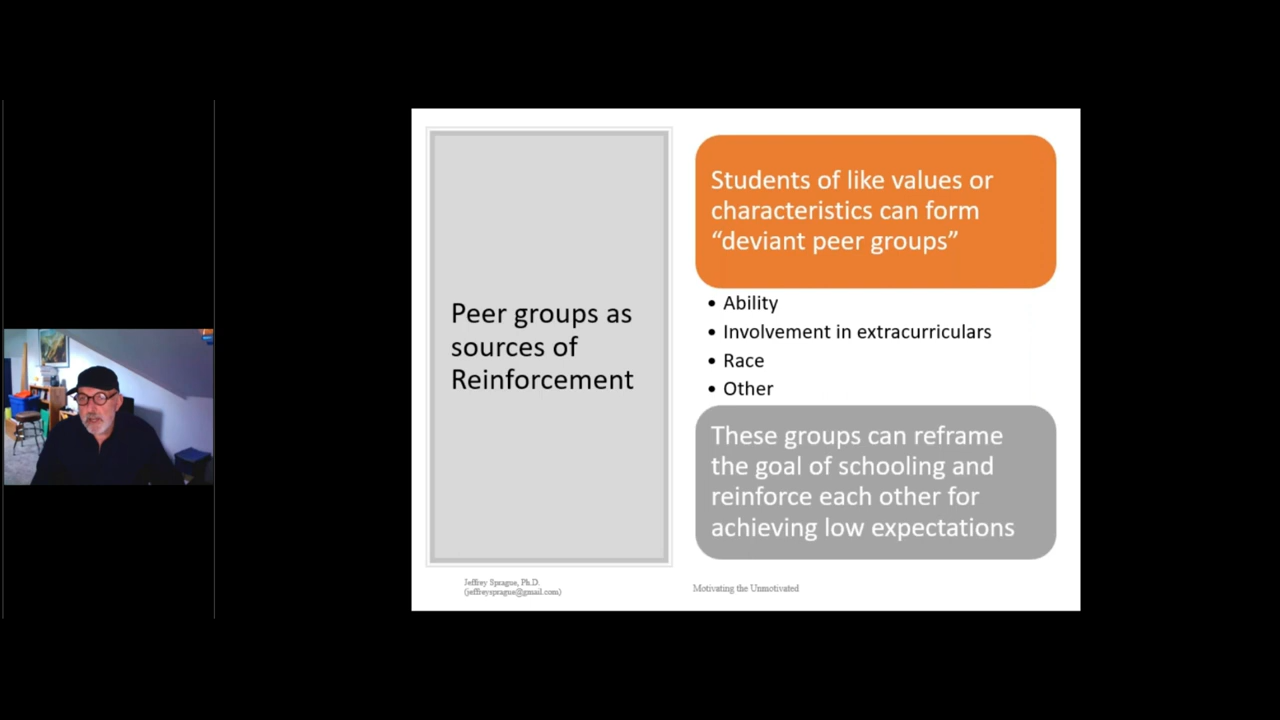 Peer groups as
sources of
Reinforcement
Students of like values or
characteristics can form
“deviant peer groups”
• Ability
• Involvement in extracurriculars
• Race
• Other
These groups can reframe
the goal of schooling and
reinforce each other for
achieving low expectations
Jeffrey Sprague, Ph.D.
(jeffreysprague@gmail.com)
Motivating the Unmotivated